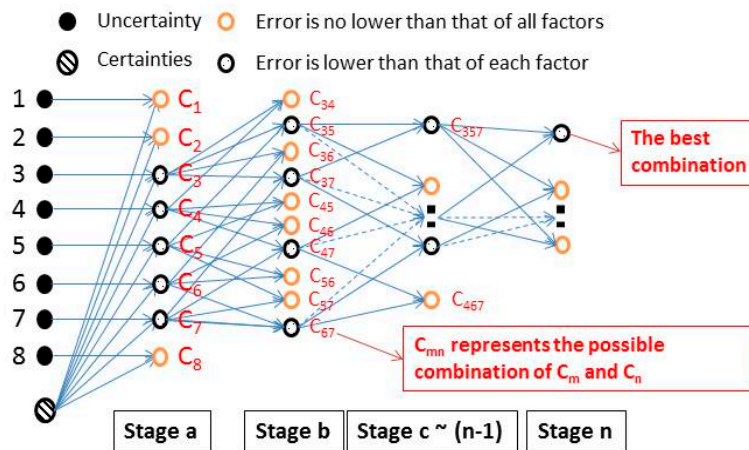 Uncertainty
Error is no lower than that of all factors
Certainties
Error is lower than that of each factor
1
2
3
4
5
6
7
8
C1
C2
C3
C4
C5
C6
C7
C8
C34
C35
C36
C37
C45
C46
C47
C56
C57
C67
C357
C467
The best
combination
Cmn represents the possible
combination of Cm and Cn
Stage a
Stage b
Stage c ~ (n-1)
Stage n